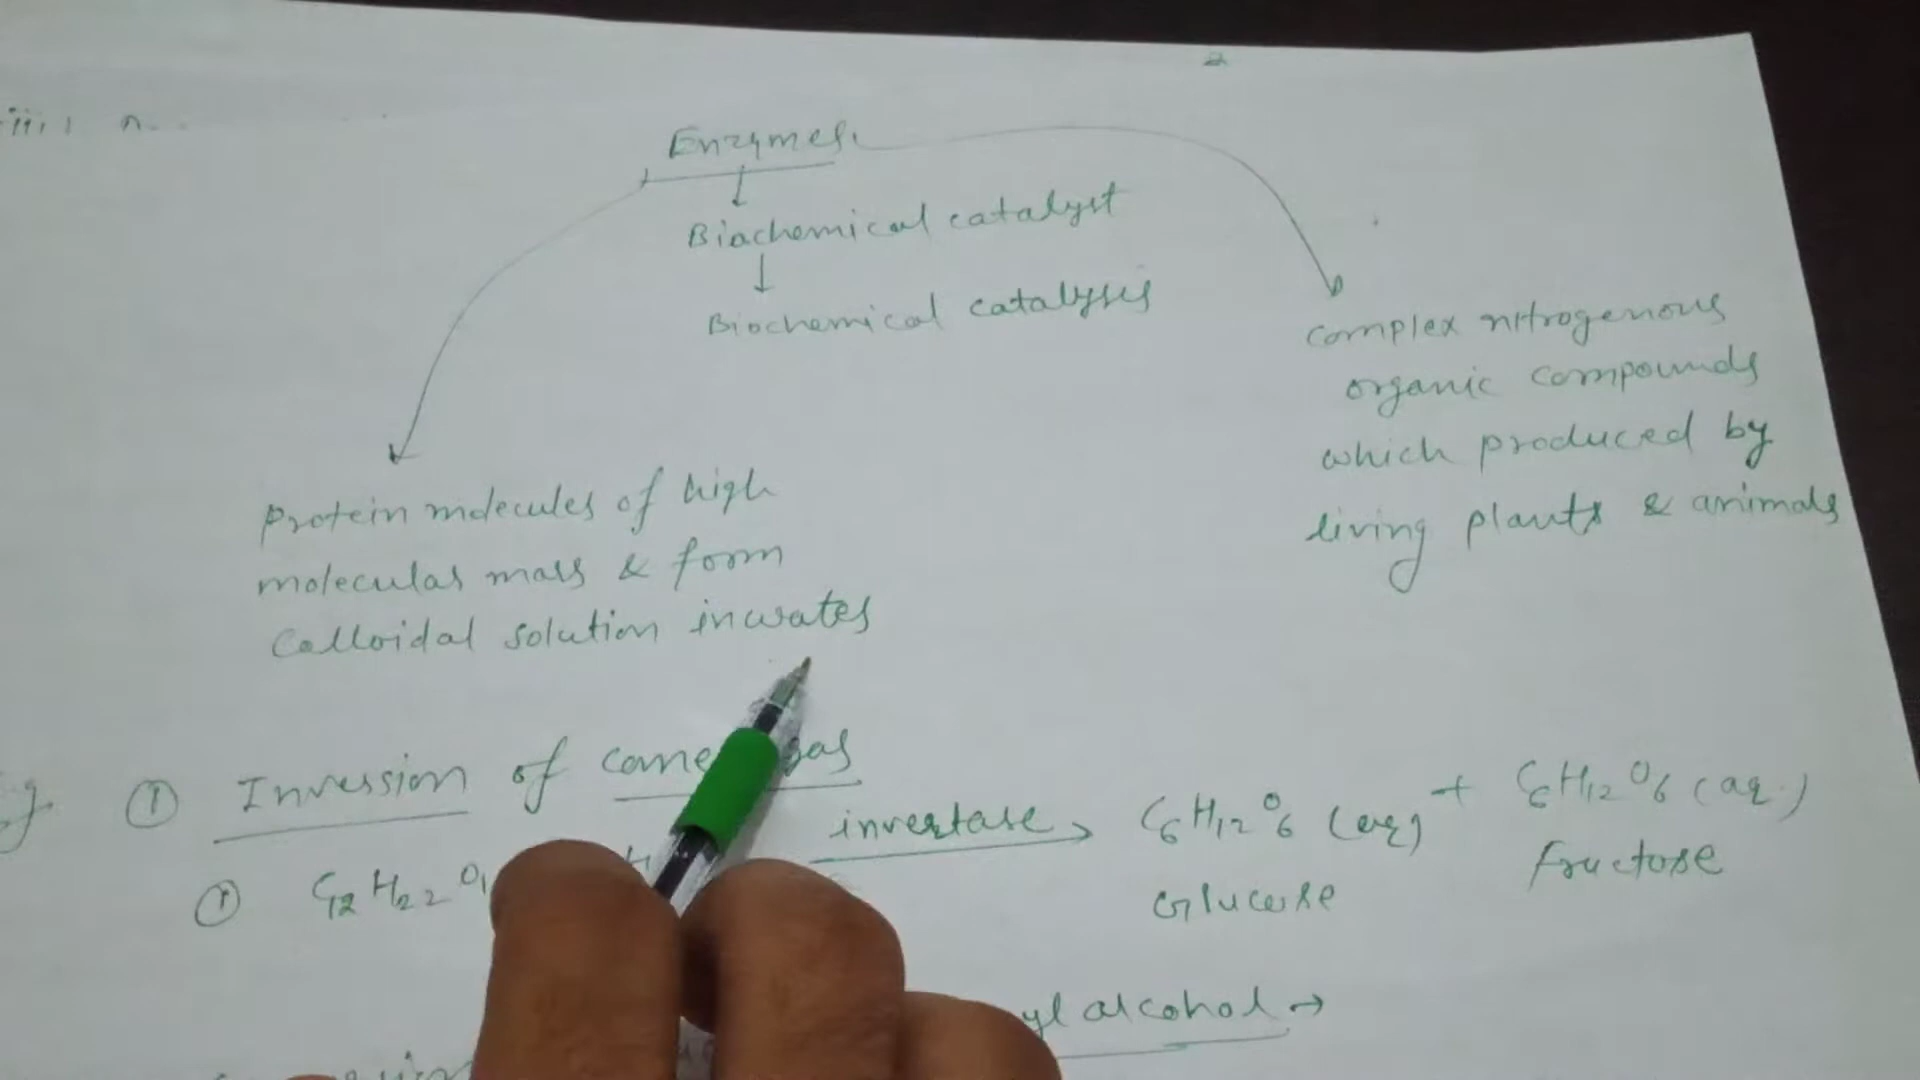 Enzymes
Biochemical catalyst
Biochemical catalysis
Complex nitrogenous
organic compounds
which produced by
living plants & animals
Protein molecules of high
molecular mass & form
Colloidal solution in water
① Inversion of cane
invertase → C6H12O6 (aq) + C6H12O6 (aq.)
Glucose fructose
① C12H22O11
yl alcohol →